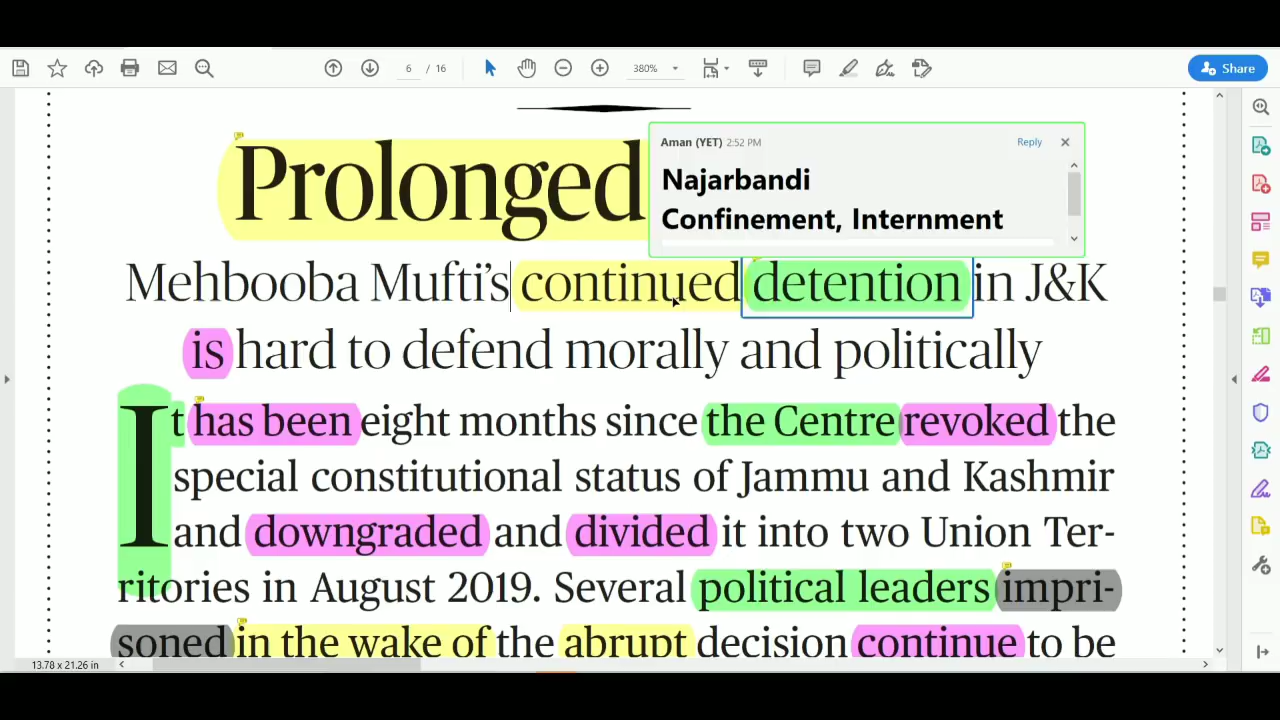 6 / 16
380%
Share
Prolonged
Aman (YET) 2:52 PM
Reply
Najarbandi
Confinement, Internment
Mehbooba Mufti’s continued detention in J&K
is hard to defend morally and politically
It has been eight months since the Centre revoked the
special constitutional status of Jammu and Kashmir
and downgraded and divided it into two Union Ter-
ritories in August 2019. Several political leaders impri-
soned in the wake of the abrupt decision continue to be
13.78 x 21.26 in